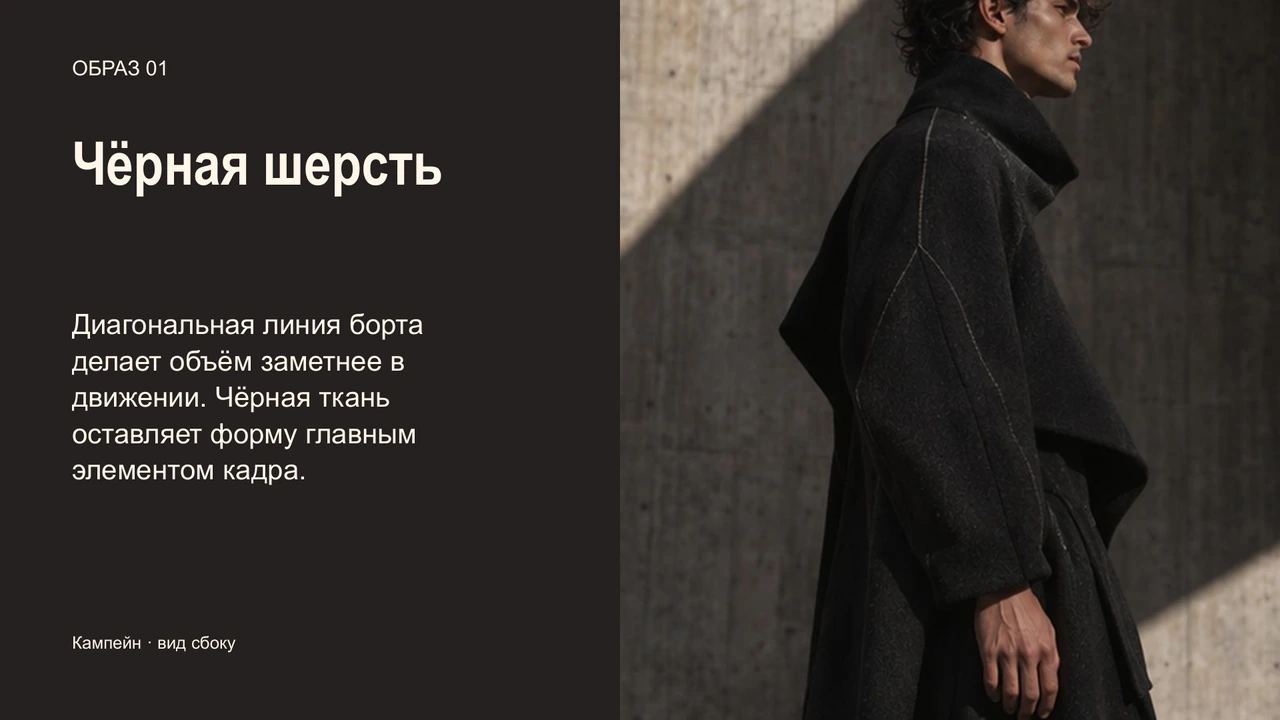 ОБРАЗ 01
Чёрная шерсть
Диагональная линия борта
делает объём заметнее в
движении. Чёрная ткань
оставляет форму главным
элементом кадра.
Кампейн · вид сбоку